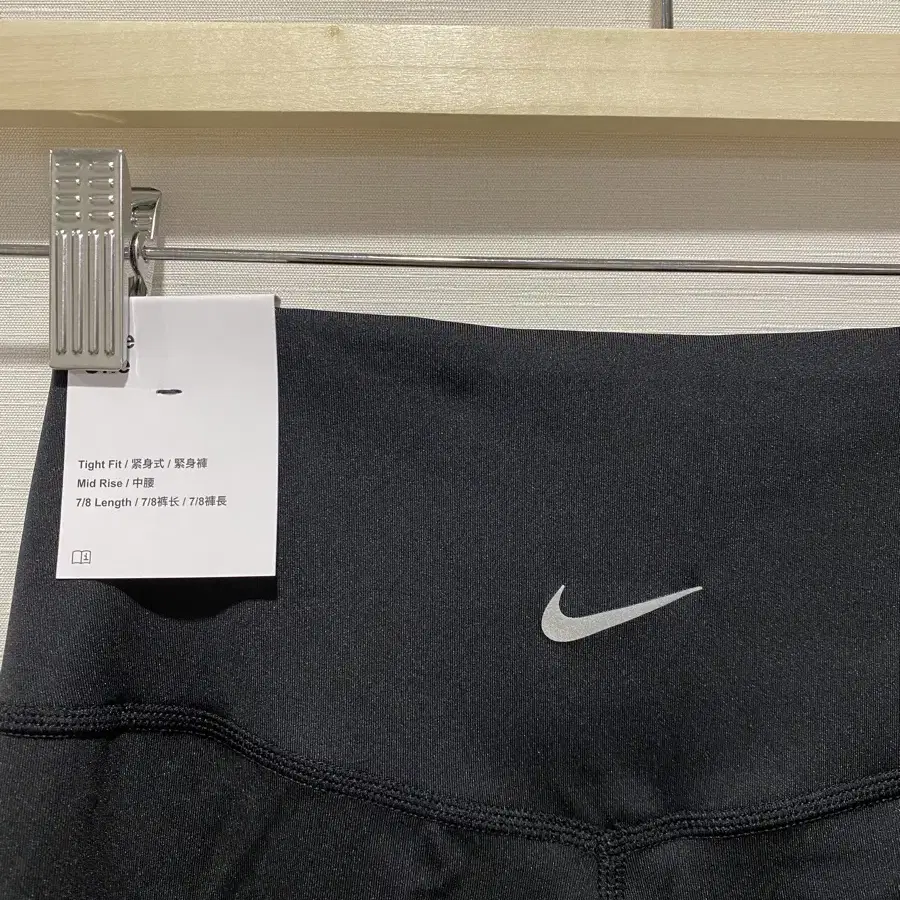 Tight Fit / 紧身式 / 緊身褲
Mid Rise / 中腰
7/8 Length / 7/8裤长 / 7/8褲長